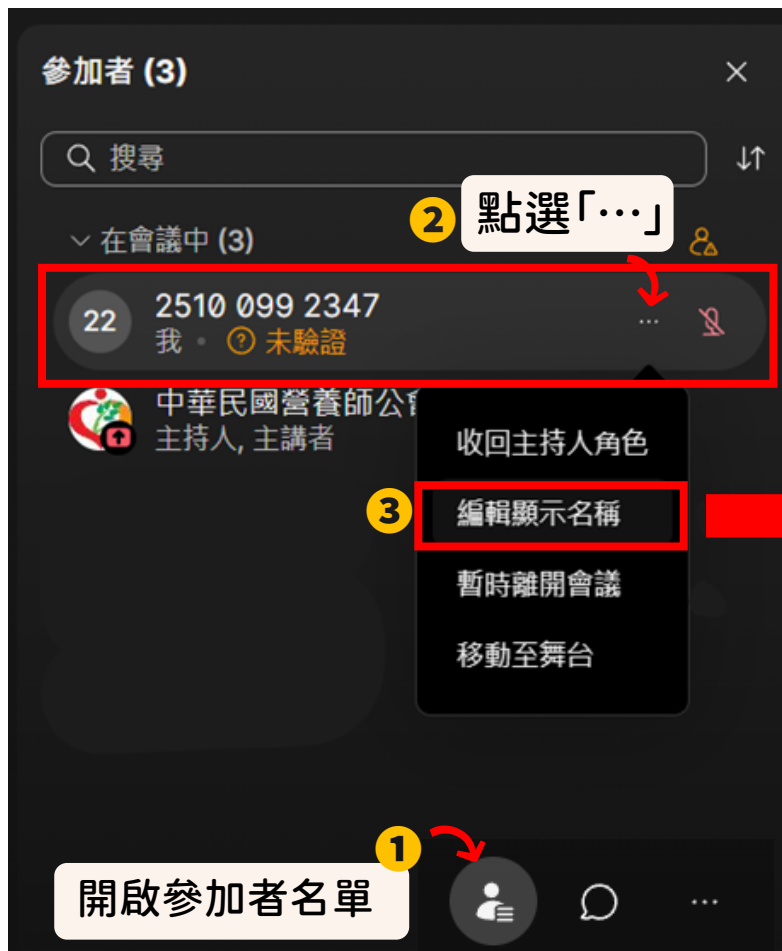 參加者 (3)
搜尋
2 點選「…」
在會議中 (3)
22 2510 099 2347
我 • 未驗證
中華民國營養師公
主持人, 主講者
收回主持人角色
3 編輯顯示名稱
暫時離開會議
移動至舞台
1
開啟參加者名單